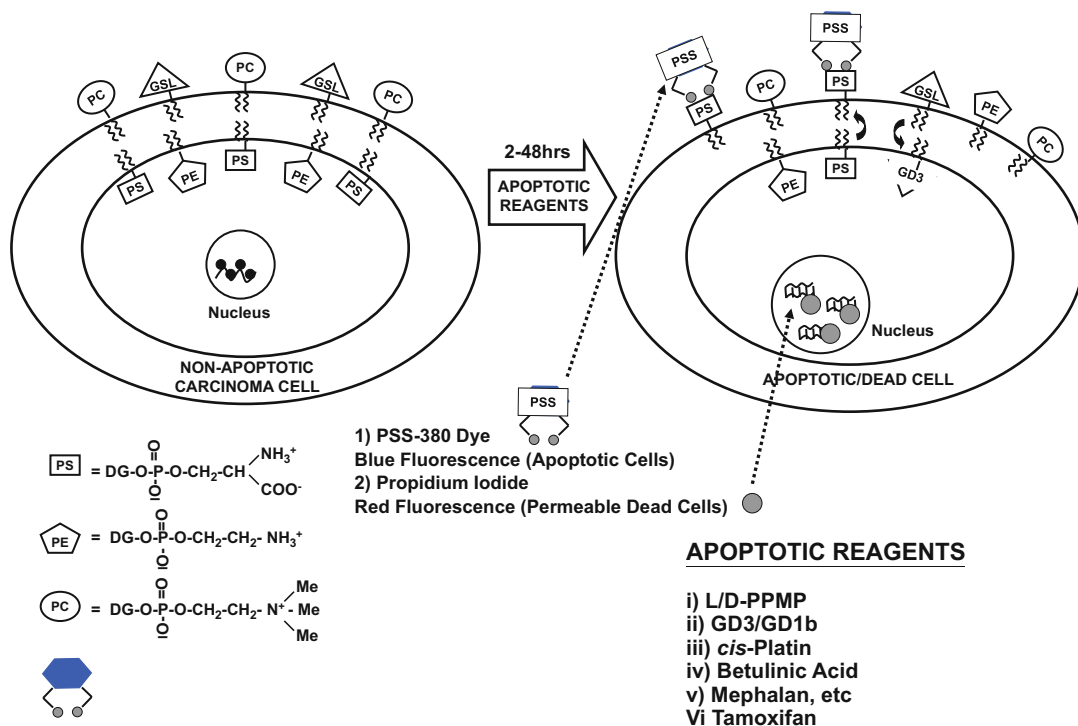 PC
GSL
PC
GSL
PC
PS
PE
PS
PE
PS
Nucleus
NON-APOPTOTIC
CARCINOMA CELL
2-48hrs
APOPTOTIC
REAGENTS
PSS
PS
PC
PSS
PS
GSL
PE
PC
PE
PS
GD3
Nucleus
APOPTOTIC/DEAD CELL
PSS
1) PSS-380 Dye
Blue Fluorescence (Apoptotic Cells)
2) Propidium Iodide
Red Fluorescence (Permeable Dead Cells)
PS = DG-O-P-O-CH₂-CH NH₃⁺ COO⁻
O
IO
PE = DG-O-P-O-CH₂-CH₂- NH₃⁺
O
IO
PC = DG-O-P-O-CH₂-CH₂- N⁺ - Me
Me
Me
O
IO
APOPTOTIC REAGENTS
i) L/D-PPMP
ii) GD3/GD1b
iii) cis-Platin
iv) Betulinic Acid
v) Mephalan, etc
Vi Tamoxifan